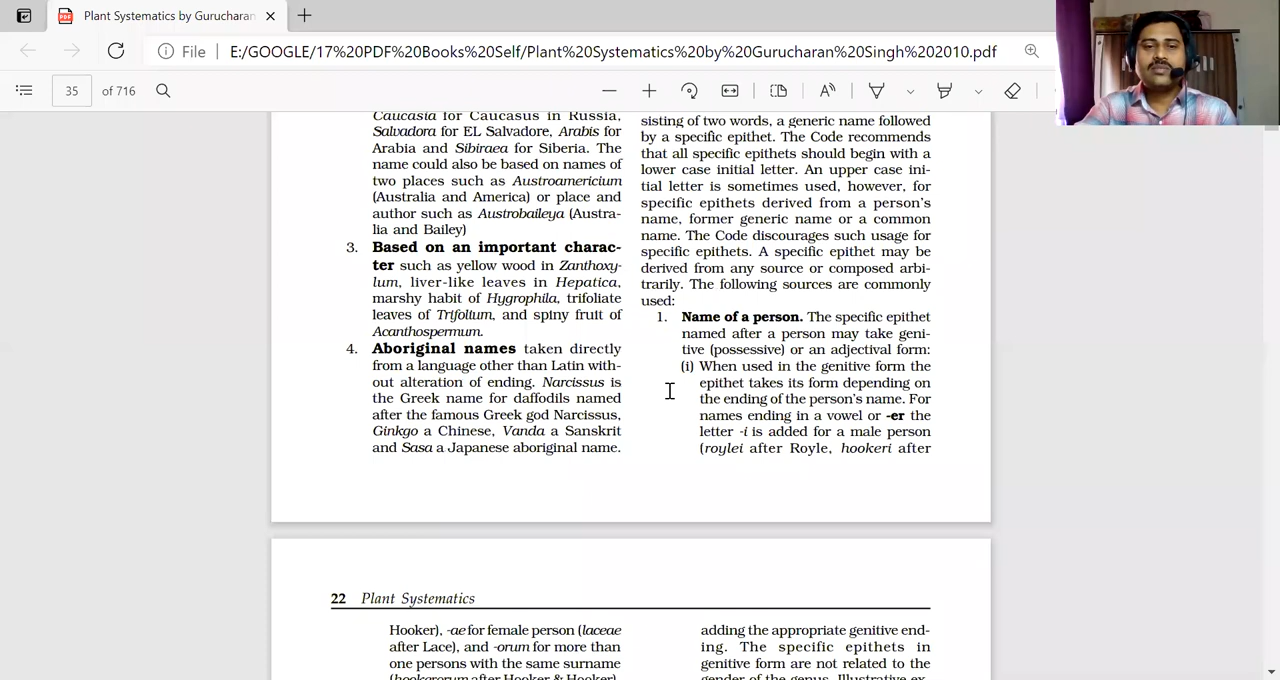 Plant Systematics by Gurucharan
File
E:/GOOGLE/17%20PDF%20Books%20Self/Plant%20Systematics%20by%20Gurucharan%20Singh%202010.pdf
35
of 716
Caucasia for Caucasus in Russia,
Salvadora for EL Salvadore, Arabis for
Arabia and Sibiraea for Siberia. The
name could also be based on names of
two places such as Austroamericium
(Australia and America) or place and
author such as Austrobaileya (Austra-
lia and Bailey)
3. Based on an important charac-
ter such as yellow wood in Zanthoxy-
lum, liver-like leaves in Hepatica,
marshy habit of Hygrophila, trifoliate
leaves of Trifolium, and spiny fruit of
Acanthospermum.
4. Aboriginal names taken directly
from a language other than Latin with-
out alteration of ending. Narcissus is
the Greek name for daffodils named
after the famous Greek god Narcissus,
Ginkgo a Chinese, Vanda a Sanskrit
and Sasa a Japanese aboriginal name.
sisting of two words, a generic name followed
by a specific epithet. The Code recommends
that all specific epithets should begin with a
lower case initial letter. An upper case ini-
tial letter is sometimes used, however, for
specific epithets derived from a person's
name, former generic name or a common
name. The Code discourages such usage for
specific epithets. A specific epithet may be
derived from any source or composed arbi-
trarily. The following sources are commonly
used:
1. Name of a person. The specific epithet
named after a person may take geni-
tive (possessive) or an adjectival form:
(i) When used in the genitive form the
epithet takes its form depending on
the ending of the person's name. For
names ending in a vowel or -er the
letter -i is added for a male person
(roylei after Royle, hookeri after
22 Plant Systematics
Hooker), -ae for female person (laceae
after Lace), and -orum for more than
one persons with the same surname
(hookerorum after Hooker & Hooker).
adding the appropriate genitive end-
ing. The specific epithets in
genitive form are not related to the
gender of the genus. Illustrative ex-